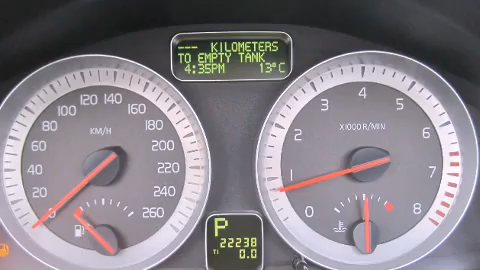 --- KILOMETERS
TO EMPTY TANK
4:35PM 13°C
0 20 40 60 80 100 120 140 160 180 200 220 240 260
KM/H
0 1 2 3 4 5 6 7 8
X1000R/MIN
P
22238
T1 0.0